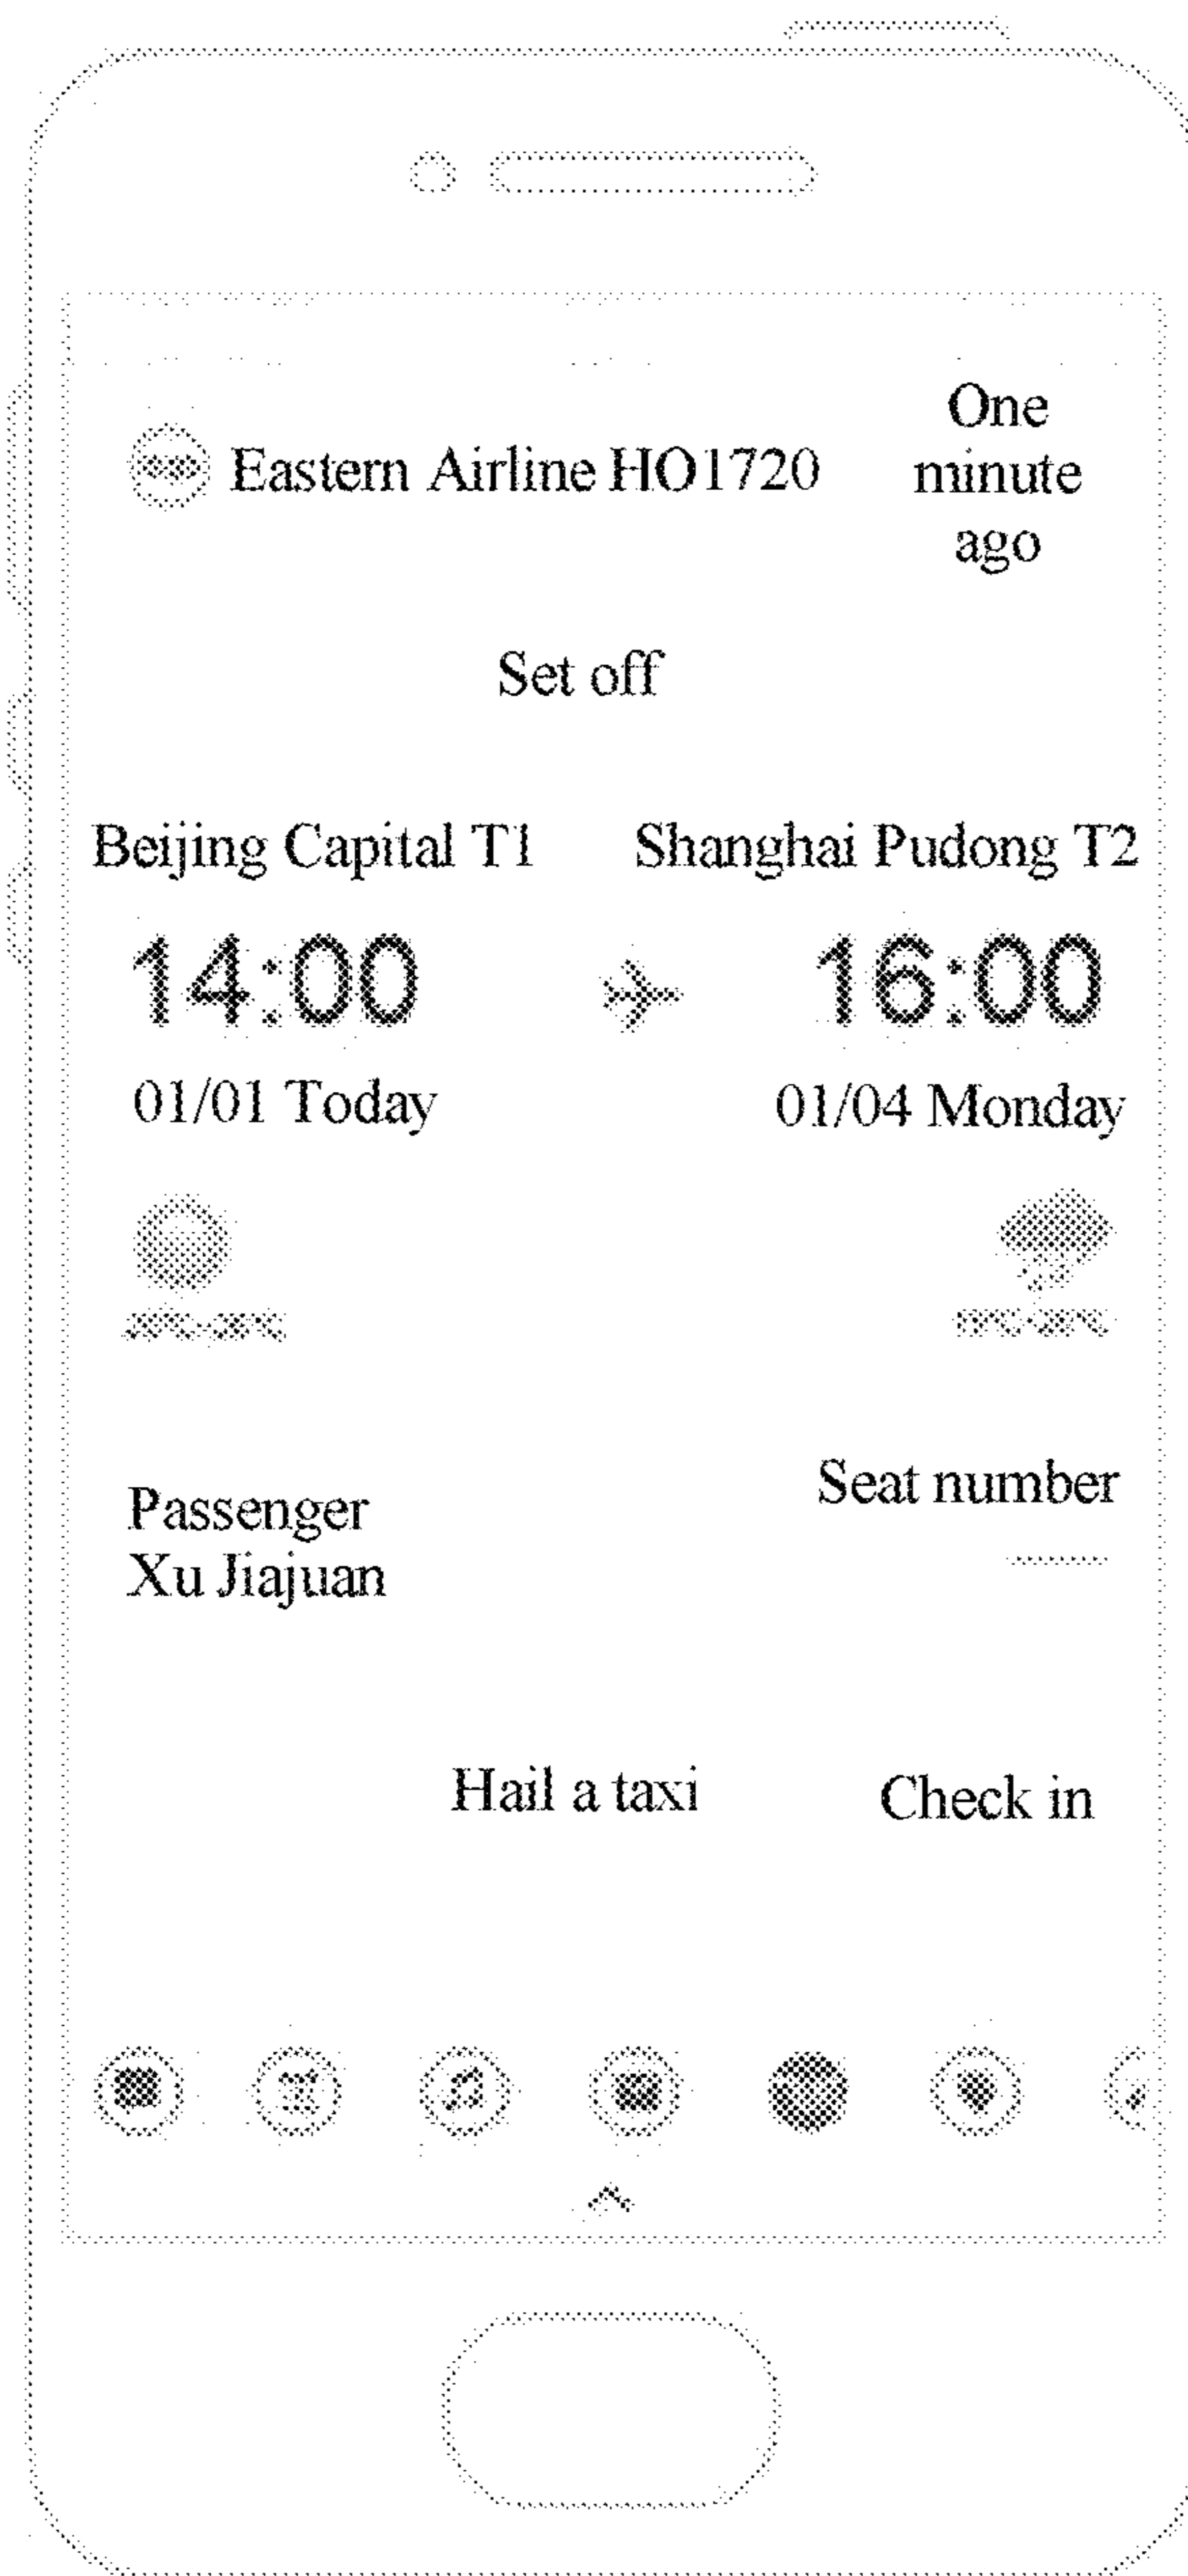 Eastern Airline HO1720
One
minute
ago
Set off
Beijing Capital T1
Shanghai Pudong T2
14:00
16:00
01/01 Today
01/04 Monday
Passenger
Xu Jiajuan
Seat number
Hail a taxi
Check in